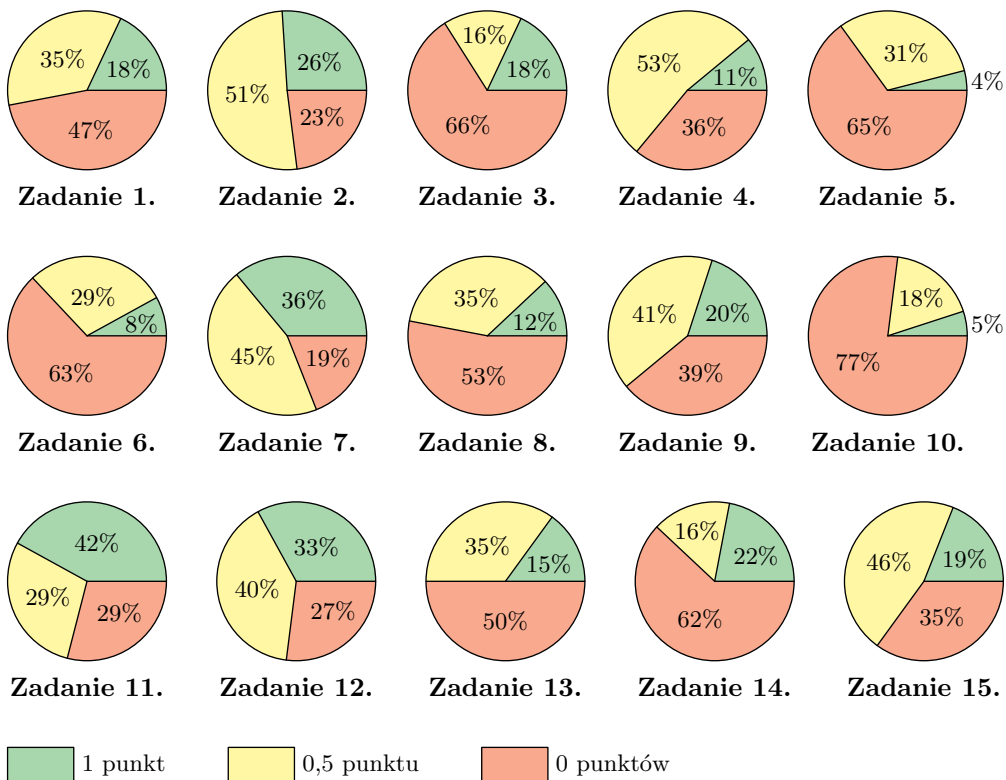 35% 18% 51% 26% 23% 16% 18% 53% 11% 31% 4%
47% 66% 36% 65%
Zadanie 1. Zadanie 2. Zadanie 3. Zadanie 4. Zadanie 5.
29% 8% 36% 35% 12% 41% 20% 18% 5%
63% 45% 19% 53% 39% 77%
Zadanie 6. Zadanie 7. Zadanie 8. Zadanie 9. Zadanie 10.
42% 33% 35% 15% 16% 22% 46% 19%
29% 29% 40% 27% 50% 62% 35%
Zadanie 11. Zadanie 12. Zadanie 13. Zadanie 14. Zadanie 15.
1 punkt 0,5 punktu 0 punktów